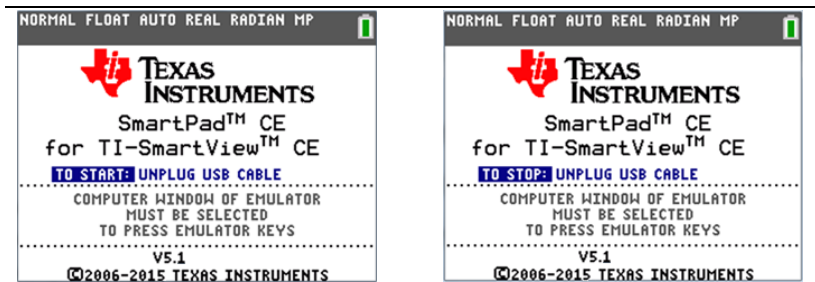 NORMAL FLOAT AUTO REAL RADIAN MP
TEXAS
INSTRUMENTS
SmartPad™ CE
for TI-SmartView™ CE
TO START: UNPLUG USB CABLE
COMPUTER WINDOW OF EMULATOR
MUST BE SELECTED
TO PRESS EMULATOR KEYS
V5.1
©2006-2015 TEXAS INSTRUMENTS
NORMAL FLOAT AUTO REAL RADIAN MP
TEXAS
INSTRUMENTS
SmartPad™ CE
for TI-SmartView™ CE
TO STOP: UNPLUG USB CABLE
COMPUTER WINDOW OF EMULATOR
MUST BE SELECTED
TO PRESS EMULATOR KEYS
V5.1
©2006-2015 TEXAS INSTRUMENTS